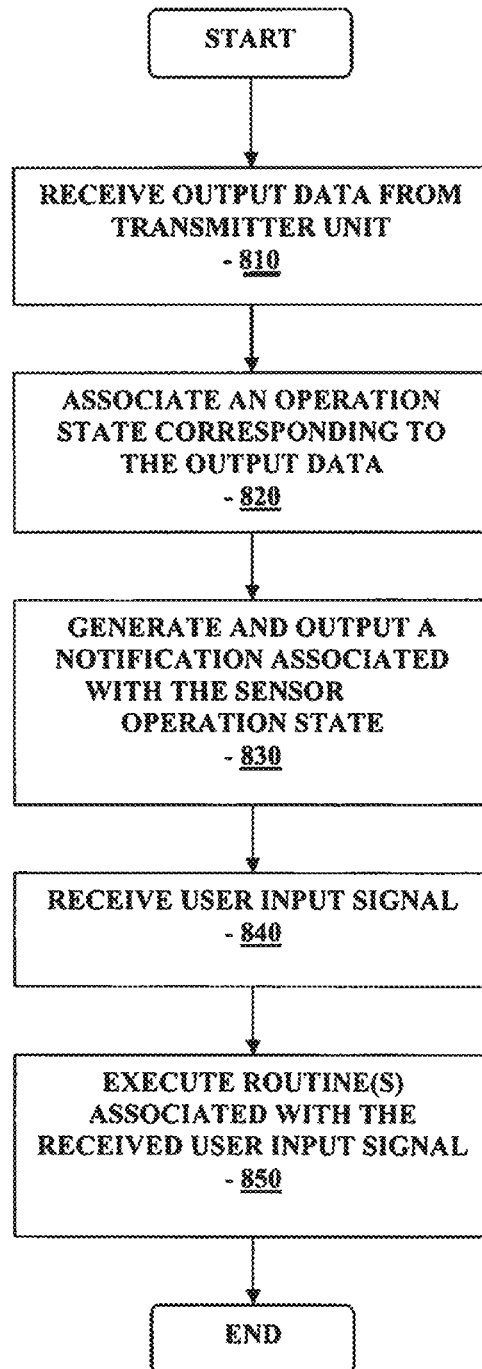 START
RECEIVE OUTPUT DATA FROM
TRANSMITTER UNIT
- 810
ASSOCIATE AN OPERATION
STATE CORRESPONDING TO
THE OUTPUT DATA
- 820
GENERATE AND OUTPUT A
NOTIFICATION ASSOCIATED
WITH THE SENSOR
OPERATION STATE
- 830
RECEIVE USER INPUT SIGNAL
- 840
EXECUTE ROUTINE(S)
ASSOCIATED WITH THE
RECEIVED USER INPUT SIGNAL
- 850
END